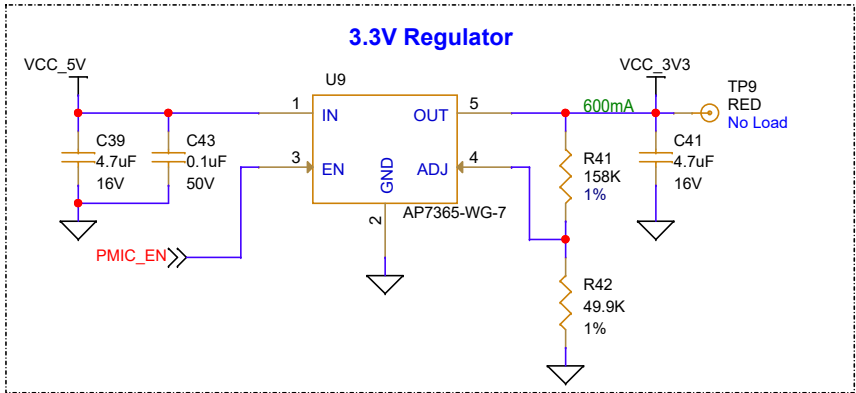 3.3V Regulator
VCC_5V
VCC_3V3
U9
TP9
RED
No Load
1
IN
OUT
5
600mA
C39
4.7uF
16V
C43
0.1uF
50V
3
EN
GND
ADJ
4
R41
158K
1%
C41
4.7uF
16V
2
AP7365-WG-7
PMIC_EN
R42
49.9K
1%